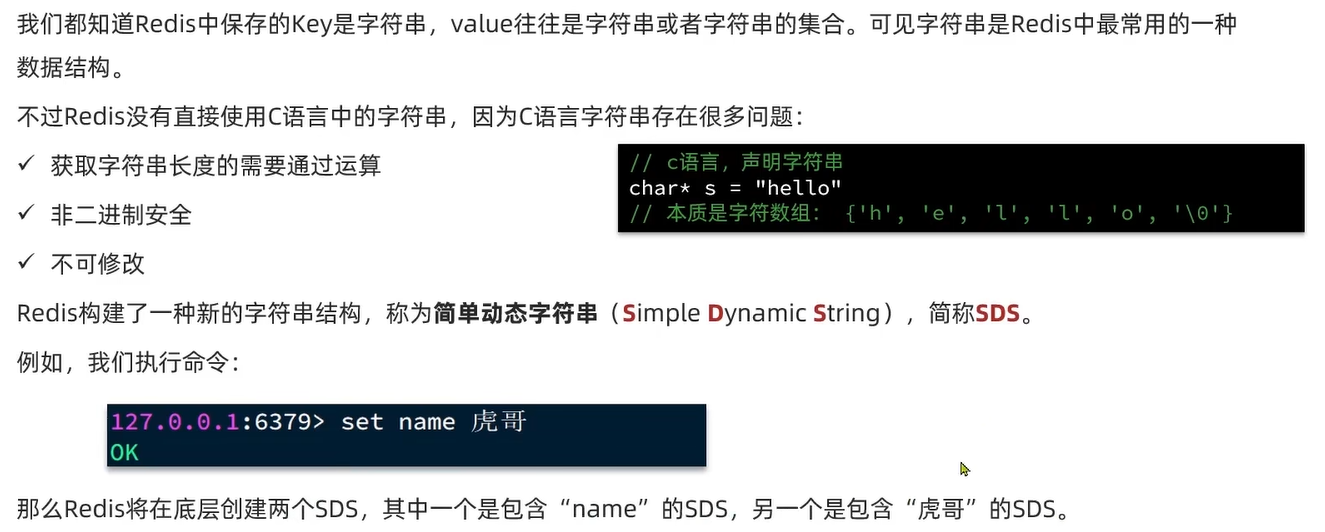 我们都知道Redis中保存的Key是字符串，value往往是字符串或者字符串的集合。可见字符串是Redis中最常用的一种
数据结构。
不过Redis没有直接使用C语言中的字符串，因为C语言字符串存在很多问题：
✓ 获取字符串长度的需要通过运算
✓ 非二进制安全
✓ 不可修改
// c语言，声明字符串
char* s = "hello"
// 本质是字符数组： {'h', 'e', 'l', 'l', 'o', '\0'}
Redis构建了一种新的字符串结构，称为简单动态字符串（Simple Dynamic String），简称SDS。
例如，我们执行命令：
127.0.0.1:6379> set name 虎哥
OK
那么Redis将在底层创建两个SDS，其中一个是包含“name”的SDS，另一个是包含“虎哥”的SDS。